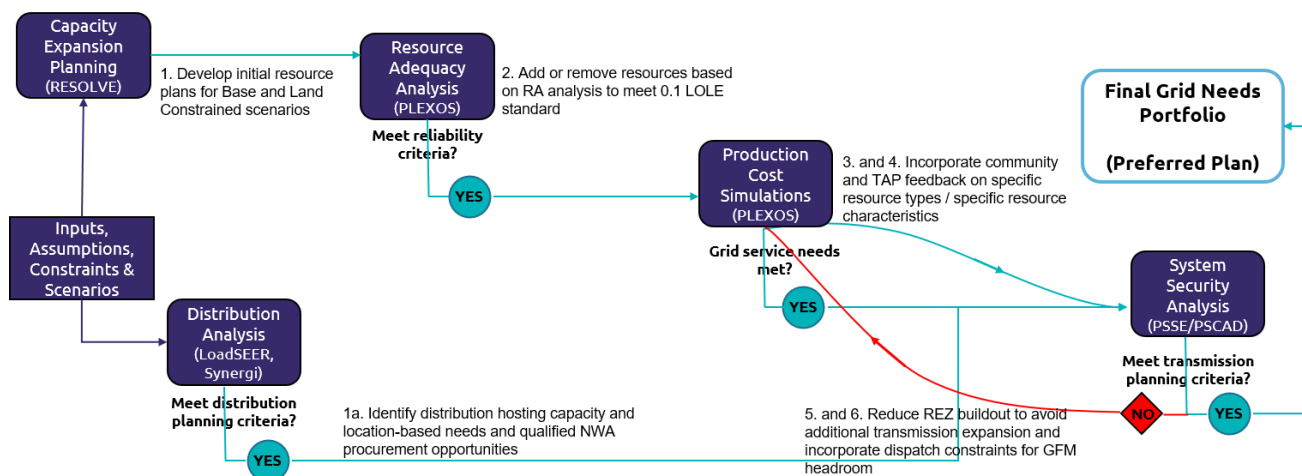 Capacity
Expansion
Planning
(RESOLVE)
1. Develop initial resource
plans for Base and Land
Constrained scenarios
Resource
Adequacy
Analysis
(PLEXOS)
Meet reliability
criteria?
YES
2. Add or remove resources based
on RA analysis to meet 0.1 LOLE
standard
Production
Cost
Simulations
(PLEXOS)
Grid service needs
met?
YES
3. and 4. Incorporate community
and TAP feedback on specific
resource types / specific resource
characteristics
Final Grid Needs
Portfolio
(Preferred Plan)
Inputs,
Assumptions,
Constraints &
Scenarios
Distribution
Analysis
(LoadSEER,
Synergi)
Meet distribution
planning criteria?
YES
1a. Identify distribution hosting capacity and
location-based needs and qualified NWA
procurement opportunities
System
Security
Analysis
(PSSE/PSCAD)
Meet transmission
planning criteria?
NO
YES
5. and 6. Reduce REZ buildout to avoid
additional transmission expansion and
incorporate dispatch constraints for GFM
headroom